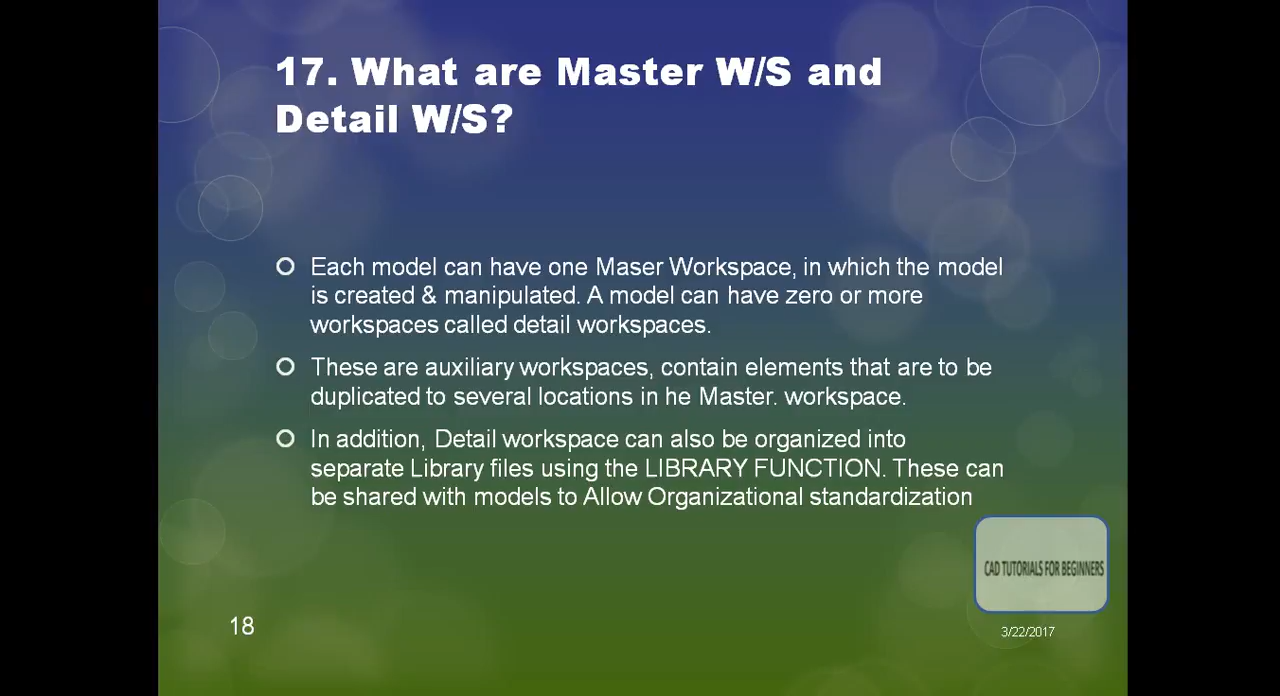 17. What are Master W/S and
Detail W/S?
Each model can have one Maser Workspace, in which the model
is created & manipulated. A model can have zero or more
workspaces called detail workspaces.
These are auxiliary workspaces, contain elements that are to be
duplicated to several locations in he Master. workspace.
In addition, Detail workspace can also be organized into
separate Library files using the LIBRARY FUNCTION. These can
be shared with models to Allow Organizational standardization
CAD TUTORIALS FOR BEGINNERS
18
3/22/2017